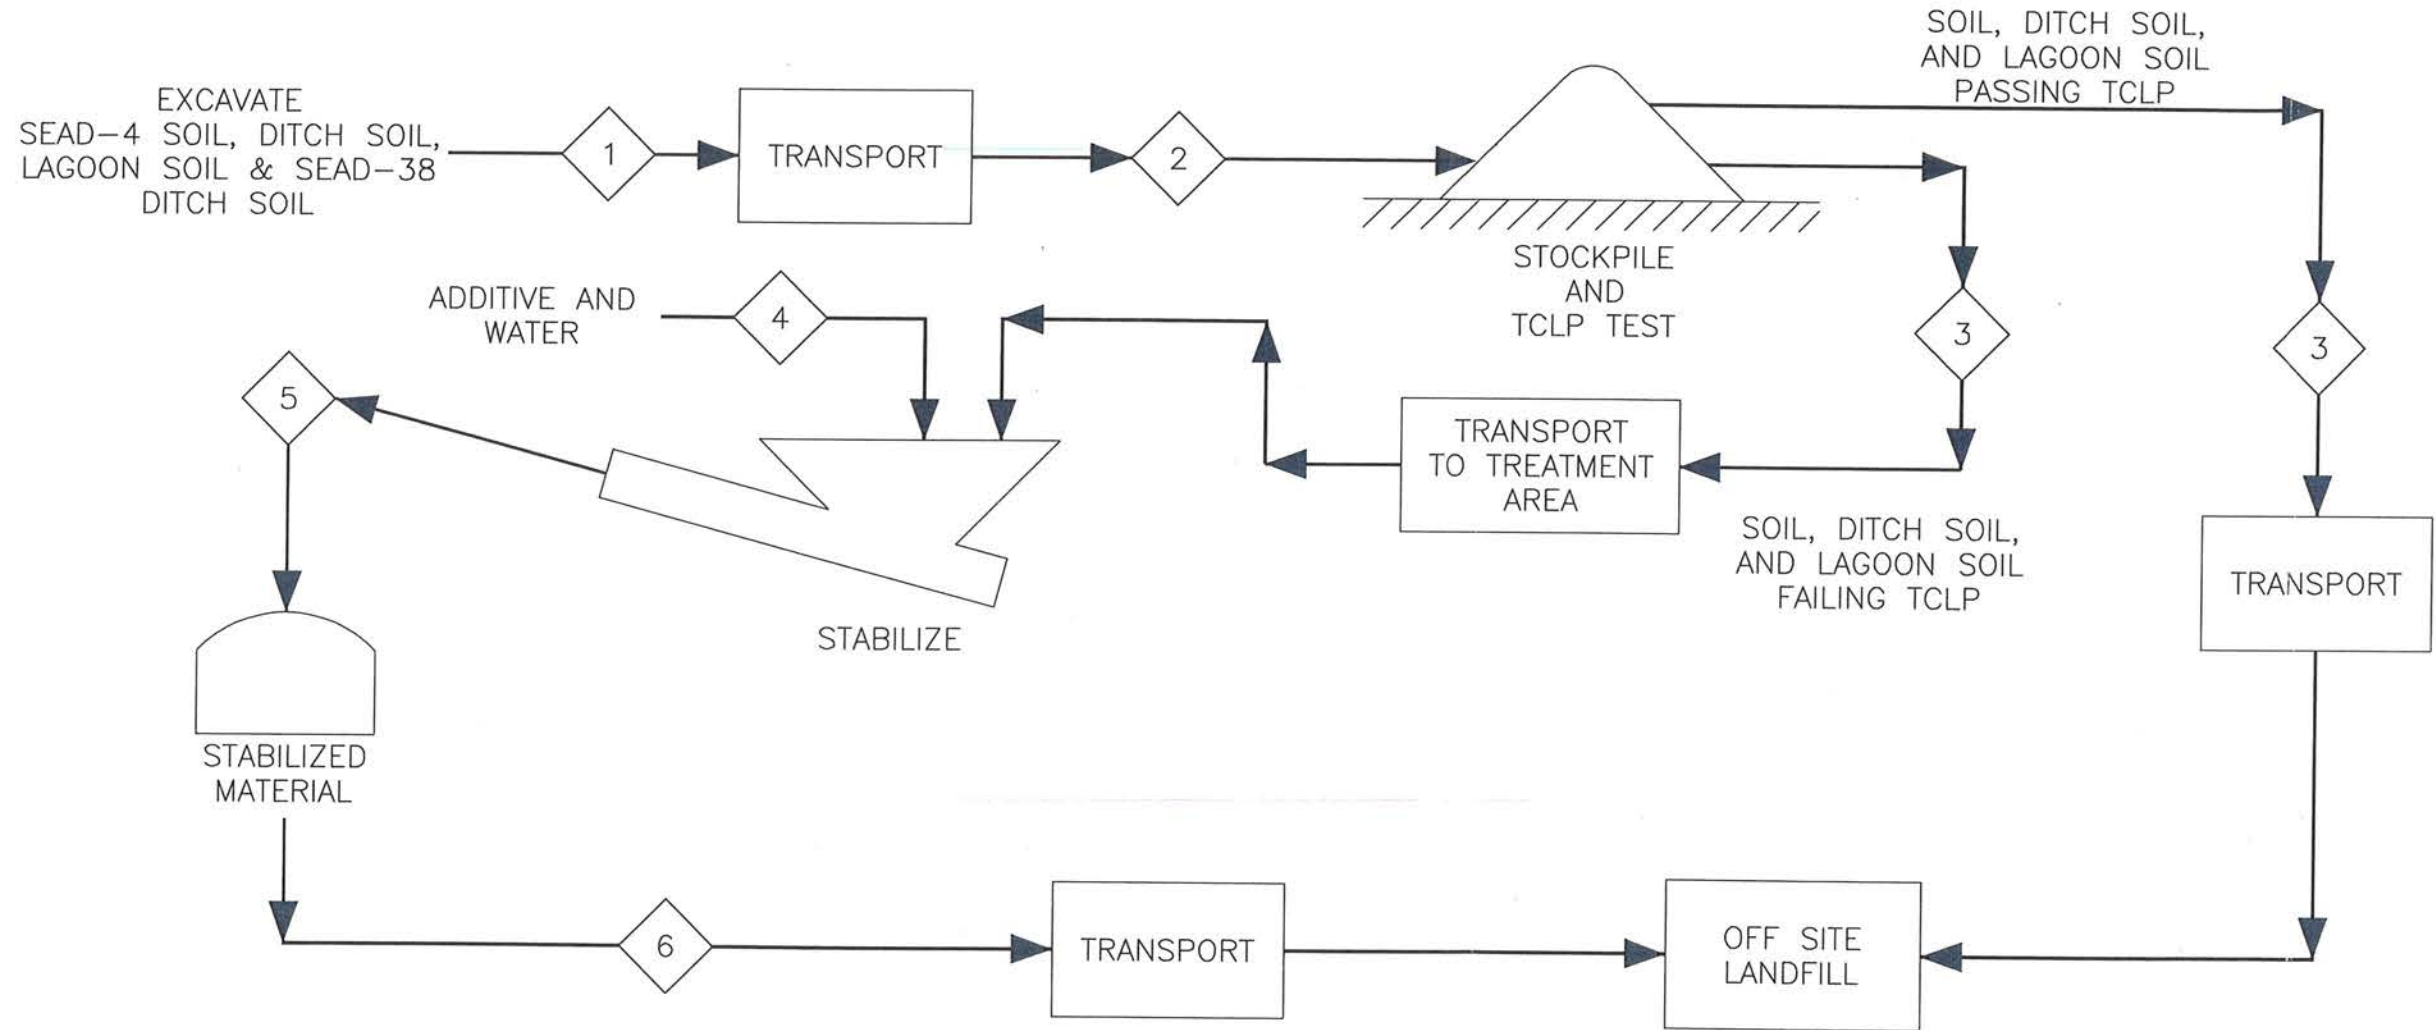 EXCAVATE
SEAD-4 SOIL, DITCH SOIL,
LAGOON SOIL & SEAD-38
DITCH SOIL
1
TRANSPORT
2
STOCKPILE
AND
TCLP TEST
SOIL, DITCH SOIL,
AND LAGOON SOIL
PASSING TCLP
3
3
TRANSPORT
SOIL, DITCH SOIL,
AND LAGOON SOIL
FAILING TCLP
TRANSPORT
TO TREATMENT
AREA
ADDITIVE AND
WATER
4
STABILIZE
5
STABILIZED
MATERIAL
6
TRANSPORT
OFF SITE
LANDFILL